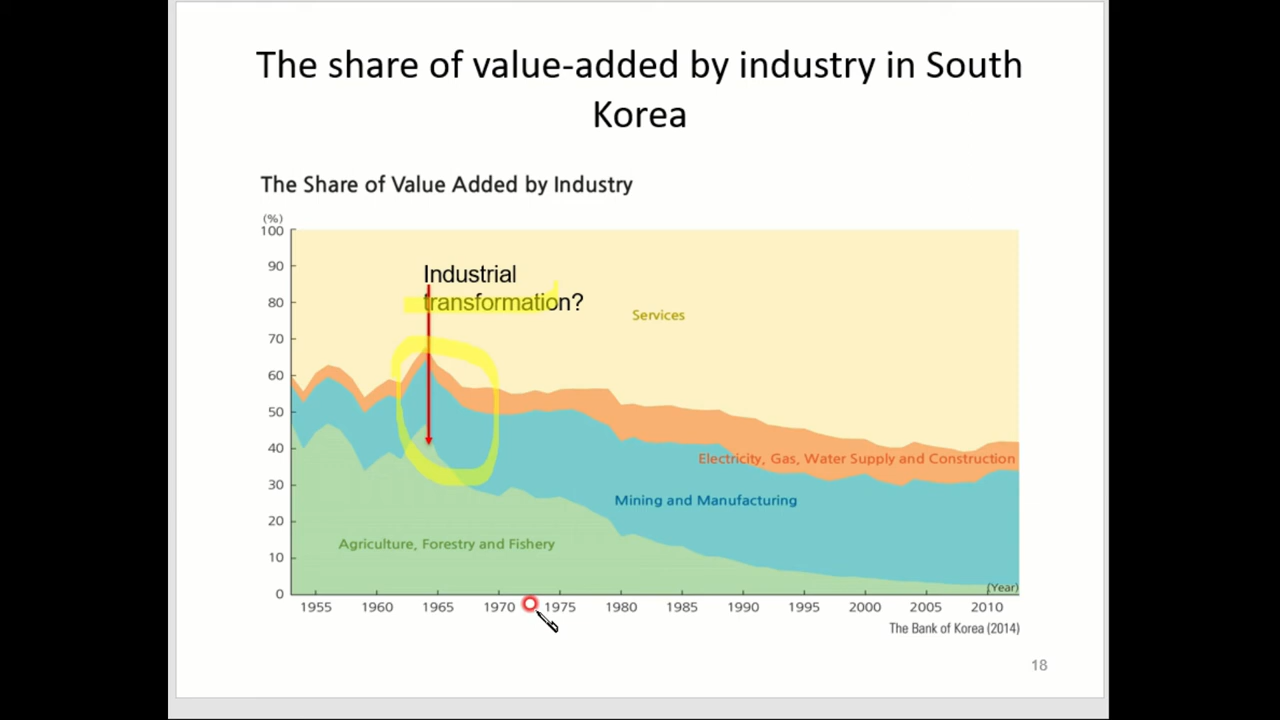 The share of value-added by industry in South
Korea
The Share of Value Added by Industry
(%)
100
90
80
70
60
50
40
30
20
10
0
Industrial
transformation?
Services
Electricity, Gas, Water Supply and Construction
Mining and Manufacturing
Agriculture, Forestry and Fishery
(Year)
1955 1960 1965 1970 1975 1980 1985 1990 1995 2000 2005 2010
The Bank of Korea (2014)
18